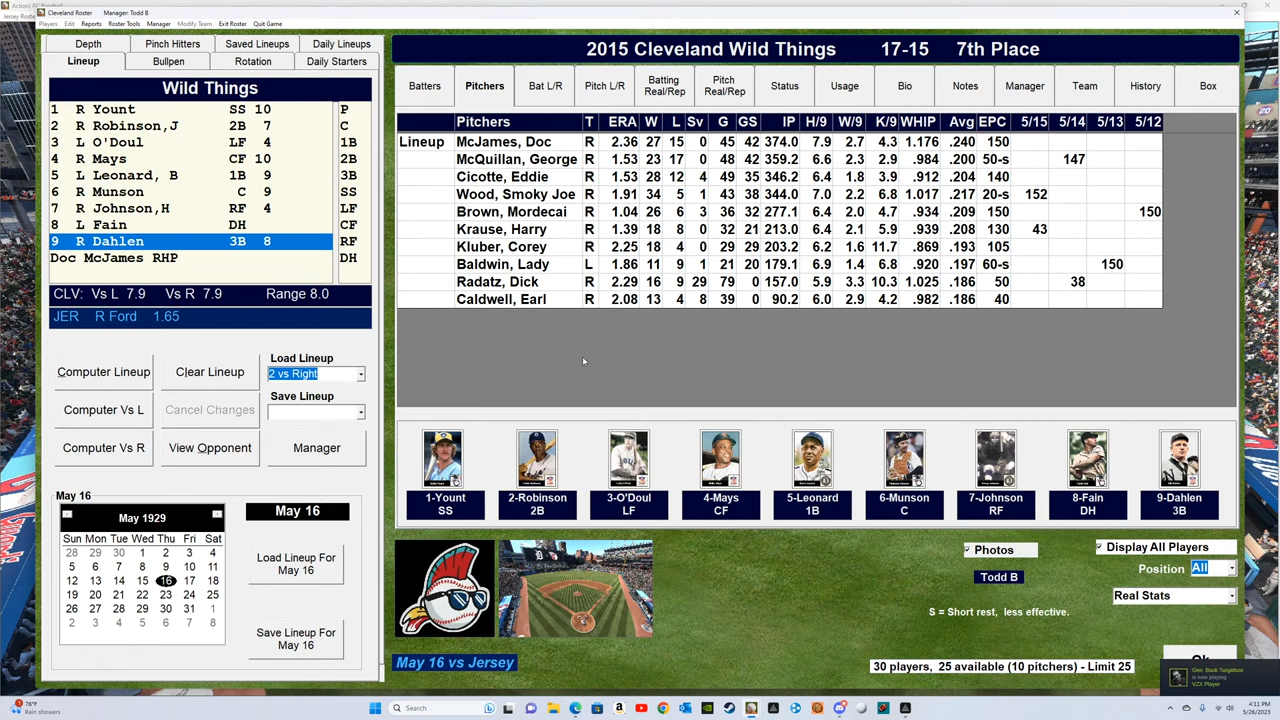 Action! PC Baseball
Jersey Roster
Cleveland Roster Manager: Todd B
Players Edit Reports Roster Tools Manager Modify Team Exit Roster Quit Game
Depth Pinch Hitters Saved Lineups Daily Lineups
Lineup Bullpen Rotation Daily Starters
Wild Things
1 R Yount SS 10 P
2 R Robinson,J 2B 7 C
3 L O'Doul LF 4 1B
4 R Mays CF 10 2B
5 R Leonard, B 1B 9 3B
6 R Munson C 9 SS
7 R Johnson,H RF 4 LF
8 L Fain DH CF
9 R Dahlen 3B 8 RF
Doc McJames RHP DH
CLV: Vs L 7.9 Vs R 7.9 Range 8.0
JER R Ford 1.65
Computer Lineup Clear Lineup Load Lineup
2 vs Right
Computer Vs L Cancel Changes Save Lineup
Computer Vs R View Opponent Manager
May 16
May 1929
Sun Mon Tue Wed Thu Fri Sat
28 29 30 1 2 3 4
5 6 7 8 9 10 11
12 13 14 15 16 17 18
19 20 21 22 23 24 25
26 27 28 29 30 31 1
2 3 4 5 6 7 8
May 16
Load Lineup For
May 16
Save Lineup For
May 16
2015 Cleveland Wild Things 17-15 7th Place
Batters Pitchers Bat L/R Pitch L/R Batting Real/Rep Pitch Real/Rep Status Usage Bio Notes Manager Team History Box
Pitchers T ERA W L Sv G GS IP H/9 W/9 K/9 WHIP Avg EPC 5/15 5/14 5/13 5/12
Lineup McJames, Doc R 2.36 27 15 0 45 42 374.0 7.9 2.7 4.3 1.176 .240 150
McQuillan, George R 1.53 23 17 0 48 42 359.2 6.6 2.3 2.9 .984 .200 50-s 147
Cicotte, Eddie R 1.53 28 12 4 49 35 346.2 6.4 1.8 3.9 .912 .204 140
Wood, Smoky Joe R 1.91 34 5 1 43 38 344.0 7.0 2.2 6.8 1.017 .217 20-s 152
Brown, Mordecai R 1.04 26 6 3 36 32 277.1 6.4 2.0 4.7 .934 .209 150 150
Krause, Harry R 1.39 18 8 0 32 21 213.0 6.4 2.1 5.9 .939 .208 130 43
Kluber, Corey R 2.25 18 4 0 29 29 203.2 6.2 1.6 11.7 .869 .193 105
Baldwin, Lady L 1.86 11 9 1 21 20 179.1 6.9 1.4 6.8 .920 .197 60-s 150
Radatz, Dick R 2.29 16 9 29 79 0 157.0 5.9 3.3 10.3 1.025 .186 50 38
Caldwell, Earl R 2.08 13 4 8 39 0 90.2 6.0 2.9 4.2 .982 .186 40
1-Yount 2-Robinson 3-O'Doul 4-Mays 5-Leonard 6-Munson 7-Johnson 8-Fain 9-Dahlen
SS 2B LF CF 1B C RF DH 3B
Photos
Todd B
Display All Players
Position All
Real Stats
S = Short rest, less effective.
May 16 vs Jersey
30 players, 25 available (10 pitchers) - Limit 25
Ok
Gen. Buck Turgidson
is now playing
VZX Player
76°F
Rain showers
Search
4:11 PM
5/26/2023